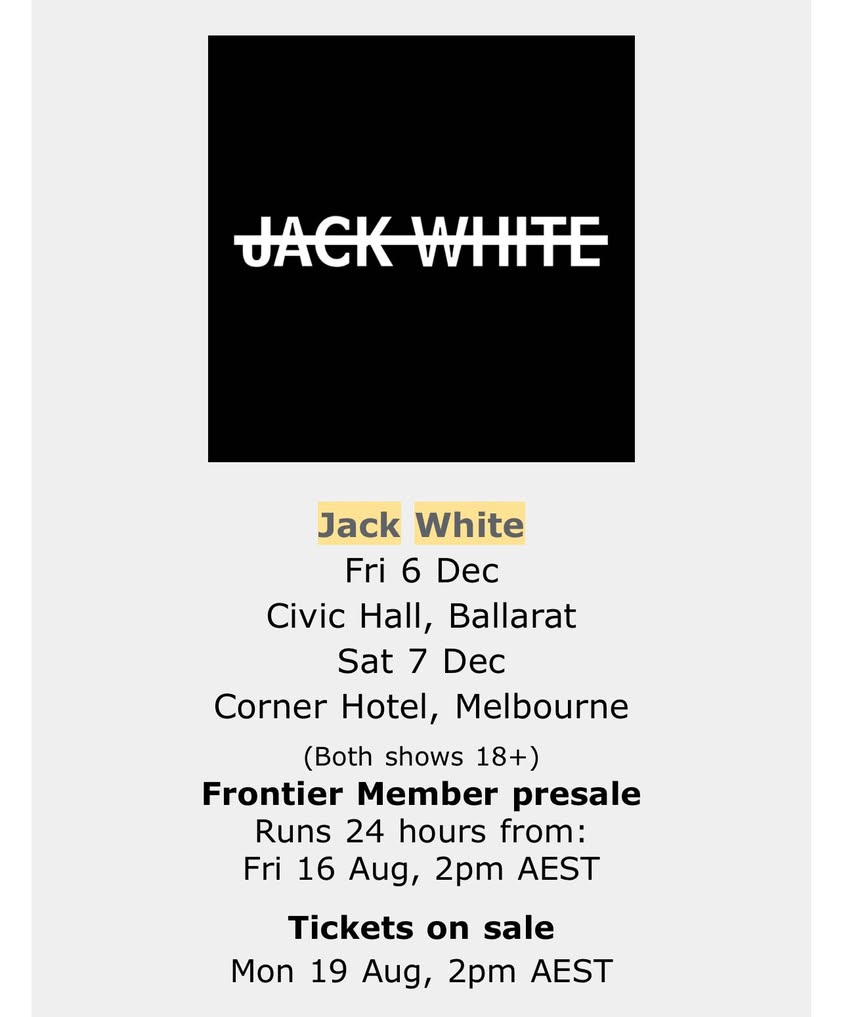 JACK WHITE
Jack White
Fri 6 Dec
Civic Hall, Ballarat
Sat 7 Dec
Corner Hotel, Melbourne
(Both shows 18+)
Frontier Member presale
Runs 24 hours from:
Fri 16 Aug, 2pm AEST
Tickets on sale
Mon 19 Aug, 2pm AEST